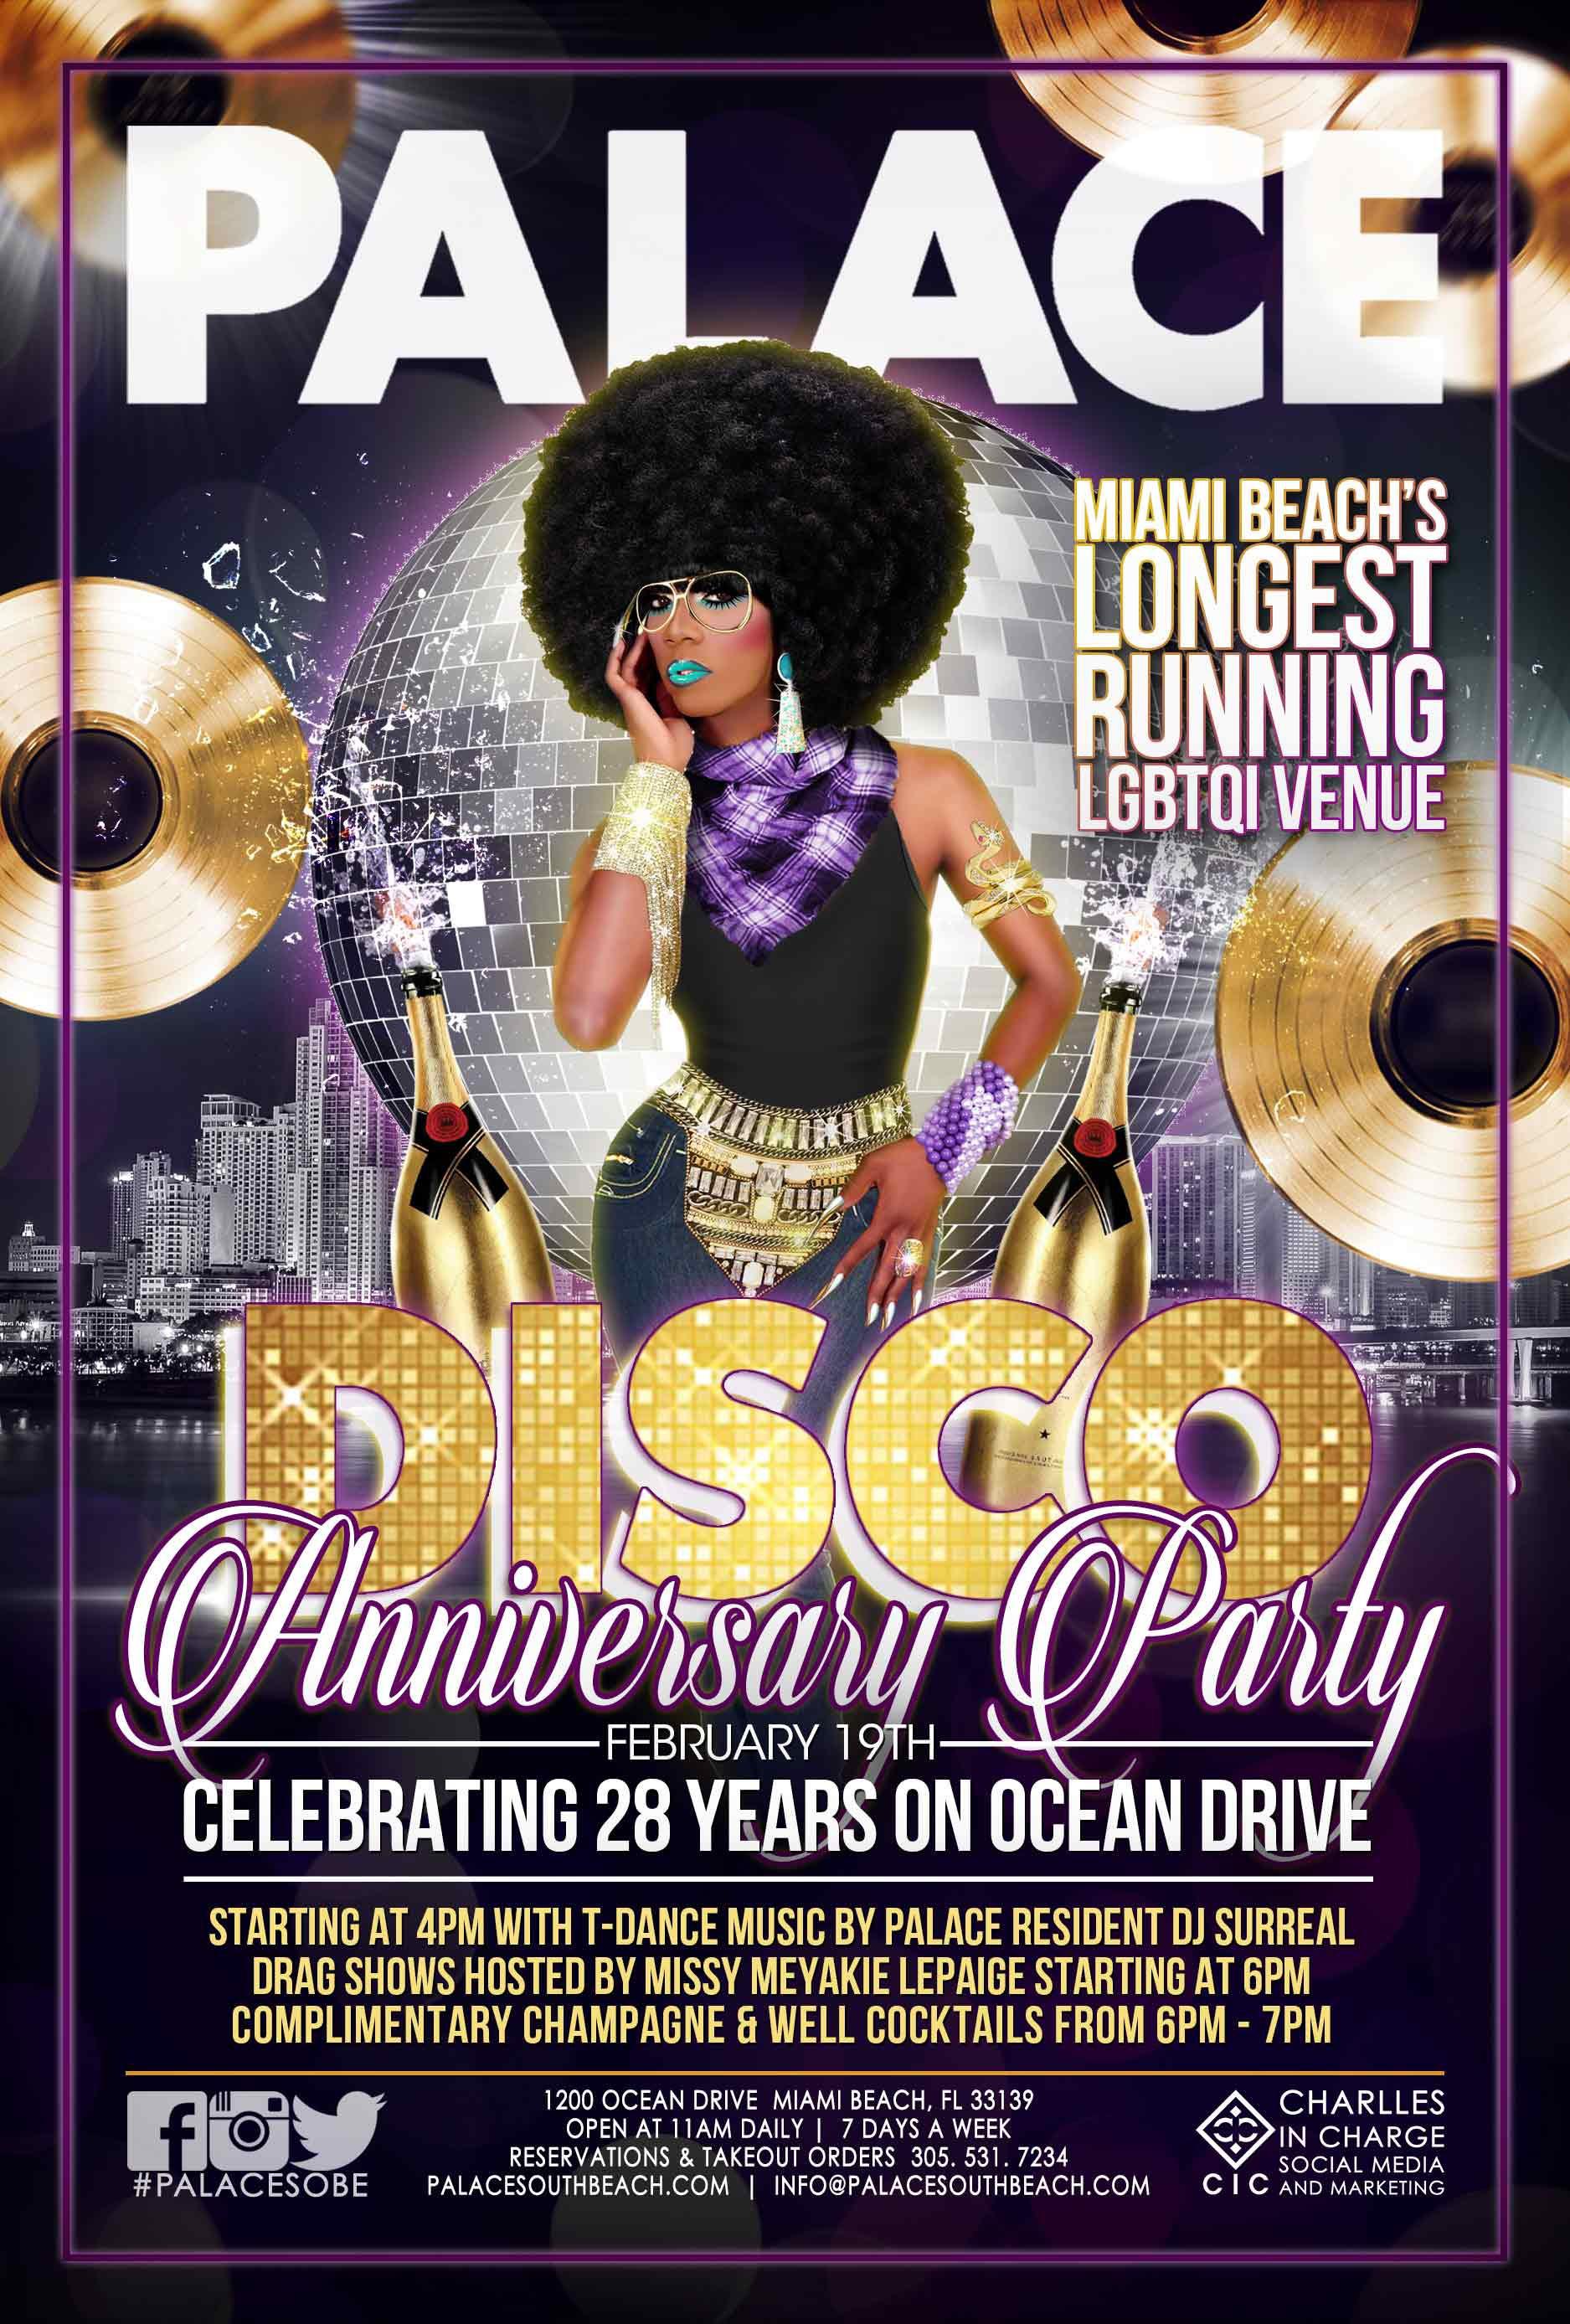 PALACE
MIAMI BEACH'S
LONGEST
RUNNING
LGBTQI VENUE
DISCO
Anniversary Party
FEBRUARY 19TH
CELEBRATING 28 YEARS ON OCEAN DRIVE
STARTING AT 4PM WITH T-DANCE MUSIC BY PALACE RESIDENT DJ SURREAL
DRAG SHOWS HOSTED BY MISSY MEYAKIE LEPAIGE STARTING AT 6PM
COMPLIMENTARY CHAMPAGNE & WELL COCKTAILS FROM 6PM - 7PM
#PALACESOBE
1200 OCEAN DRIVE MIAMI BEACH, FL 33139
OPEN AT 11AM DAILY | 7 DAYS A WEEK
RESERVATIONS & TAKEOUT ORDERS 305. 531. 7234
PALACESOUTHBEACH.COM | INFO@PALACESOUTHBEACH.COM
CHARLLES
IN CHARGE
SOCIAL MEDIA
AND MARKETING
CIC